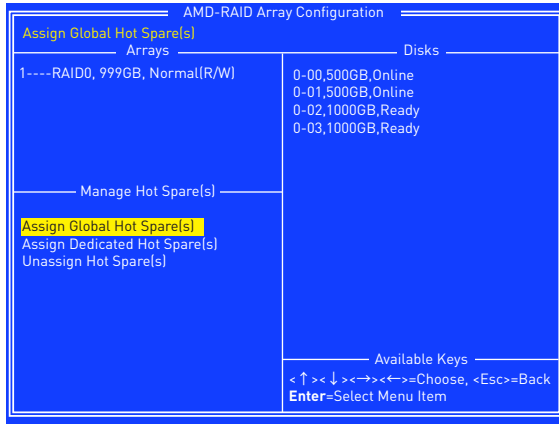 AMD-RAID Array Configuration
Assign Global Hot Spare(s)
Arrays
1----RAID0, 999GB, Normal(R/W)
Disks
0-00,500GB,Online
0-01,500GB,Online
0-02,1000GB,Ready
0-03,1000GB,Ready
Manage Hot Spare(s)
Assign Global Hot Spare(s)
Assign Dedicated Hot Spare(s)
Unassign Hot Spare(s)
Available Keys
<↑><↓><→><←>=Choose, <Esc>=Back
Enter=Select Menu Item